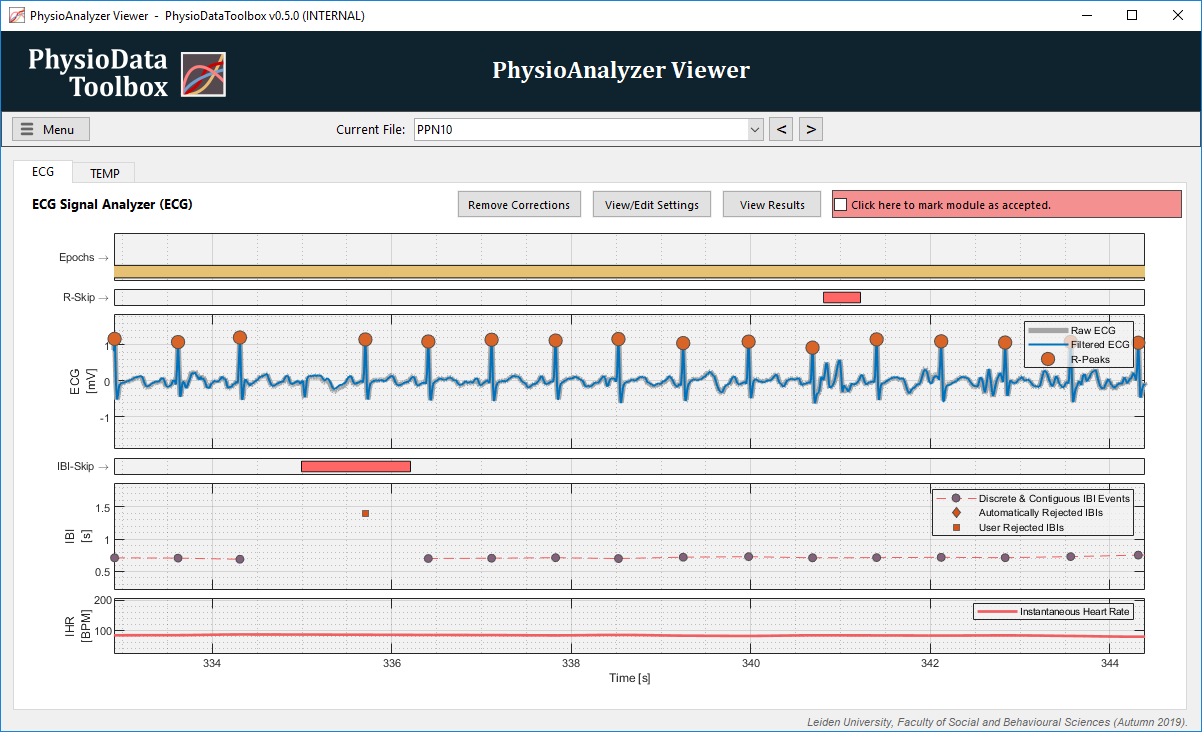 PhysioAnalyzer Viewer - PhysioDataToolbox v0.5.0 (INTERNAL)
PhysioData
Toolbox
PhysioAnalyzer Viewer
Menu
Current File:
PPN10
<
>
ECG
TEMP
ECG Signal Analyzer (ECG)
Remove Corrections
View/Edit Settings
View Results
Click here to mark module as accepted.
Epochs →
R-Skip →
ECG
[mV]
1
0
-1
Raw ECG
Filtered ECG
R-Peaks
IBI-Skip →
IBI
[s]
1.5
1
0.5
Discrete & Contiguous IBI Events
Automatically Rejected IBIs
User Rejected IBIs
IHR
[BPM]
200
100
Instantaneous Heart Rate
334
336
338
340
342
344
Time [s]
Leiden University, Faculty of Social and Behavioural Sciences (Autumn 2019).